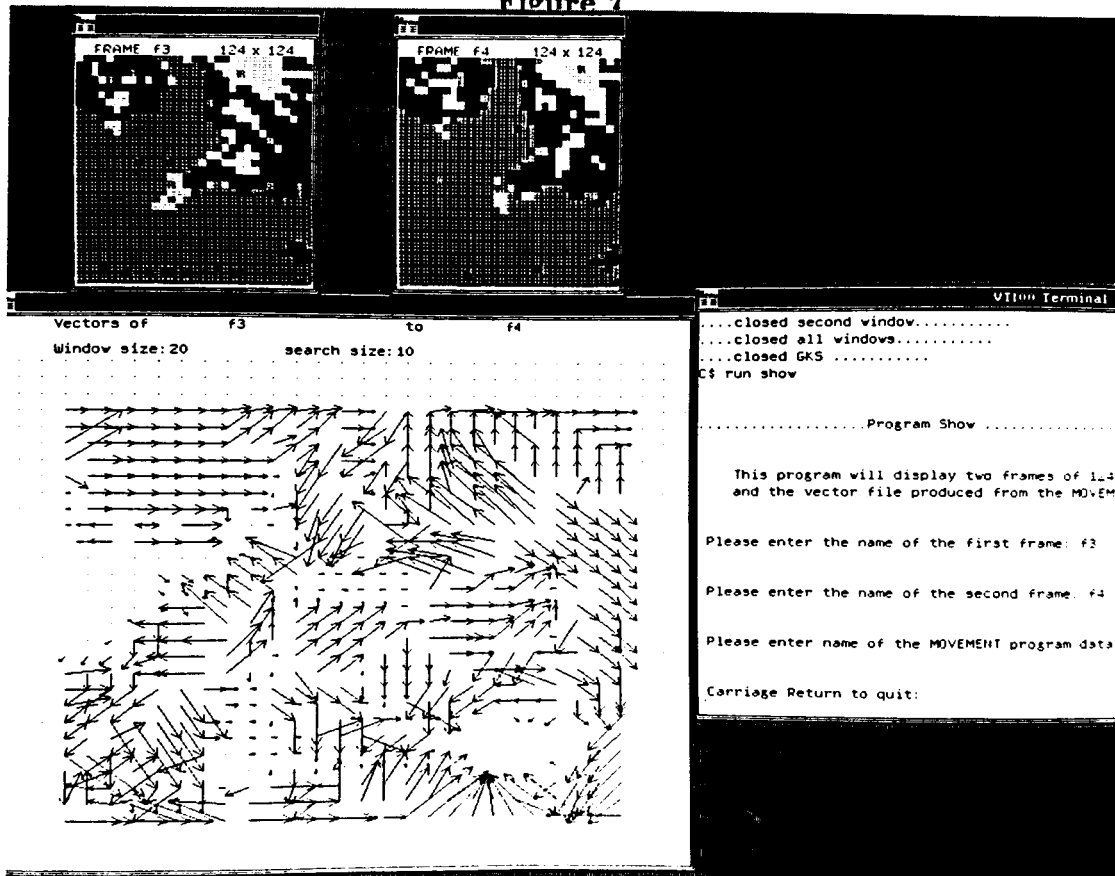 Figure 7
FRAME f3 124 x 124
FRAME f4 124 x 124
Vectors of f3 to f4
Window size:20 search size:10
VT100 Terminal
....closed second window...........
....closed all windows...........
....closed GKS ...........
C$ run show
..................Program Show ..............
This program will display two frames of 124
and the vector file produced from the MOVEM
Please enter the name of the first frame: f3
Please enter the name of the second frame: f4
Please enter name of the MOVEMENT program data
Carriage Return to quit: